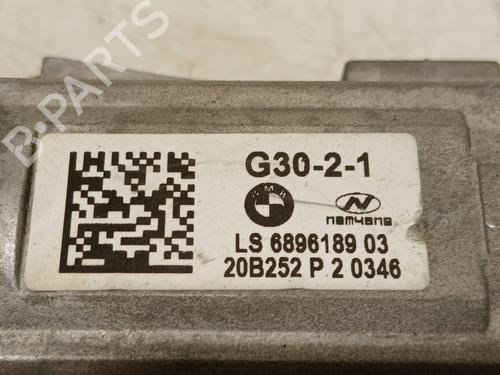 B-PARTS
G30-2-1
BMW
namyang
LS 6896189 03
20B252 P 2 0346